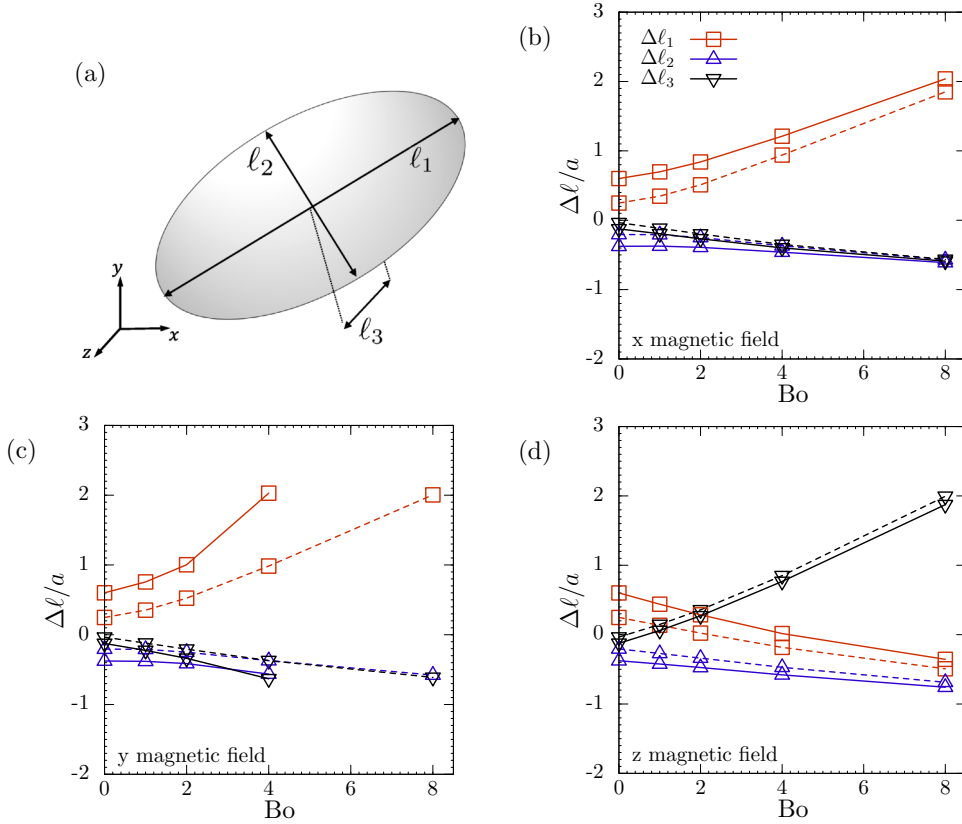 (a)
ℓ1
ℓ2
ℓ3
y
x
z
(b)
Δℓ1
Δℓ2
Δℓ3
3
2
1
0
-1
-2
Δℓ/a
x magnetic field
0 2 4 6 8
Bo
(c)
3
2
1
0
-1
-2
Δℓ/a
y magnetic field
0 2 4 6 8
Bo
(d)
3
2
1
0
-1
-2
Δℓ/a
z magnetic field
0 2 4 6 8
Bo